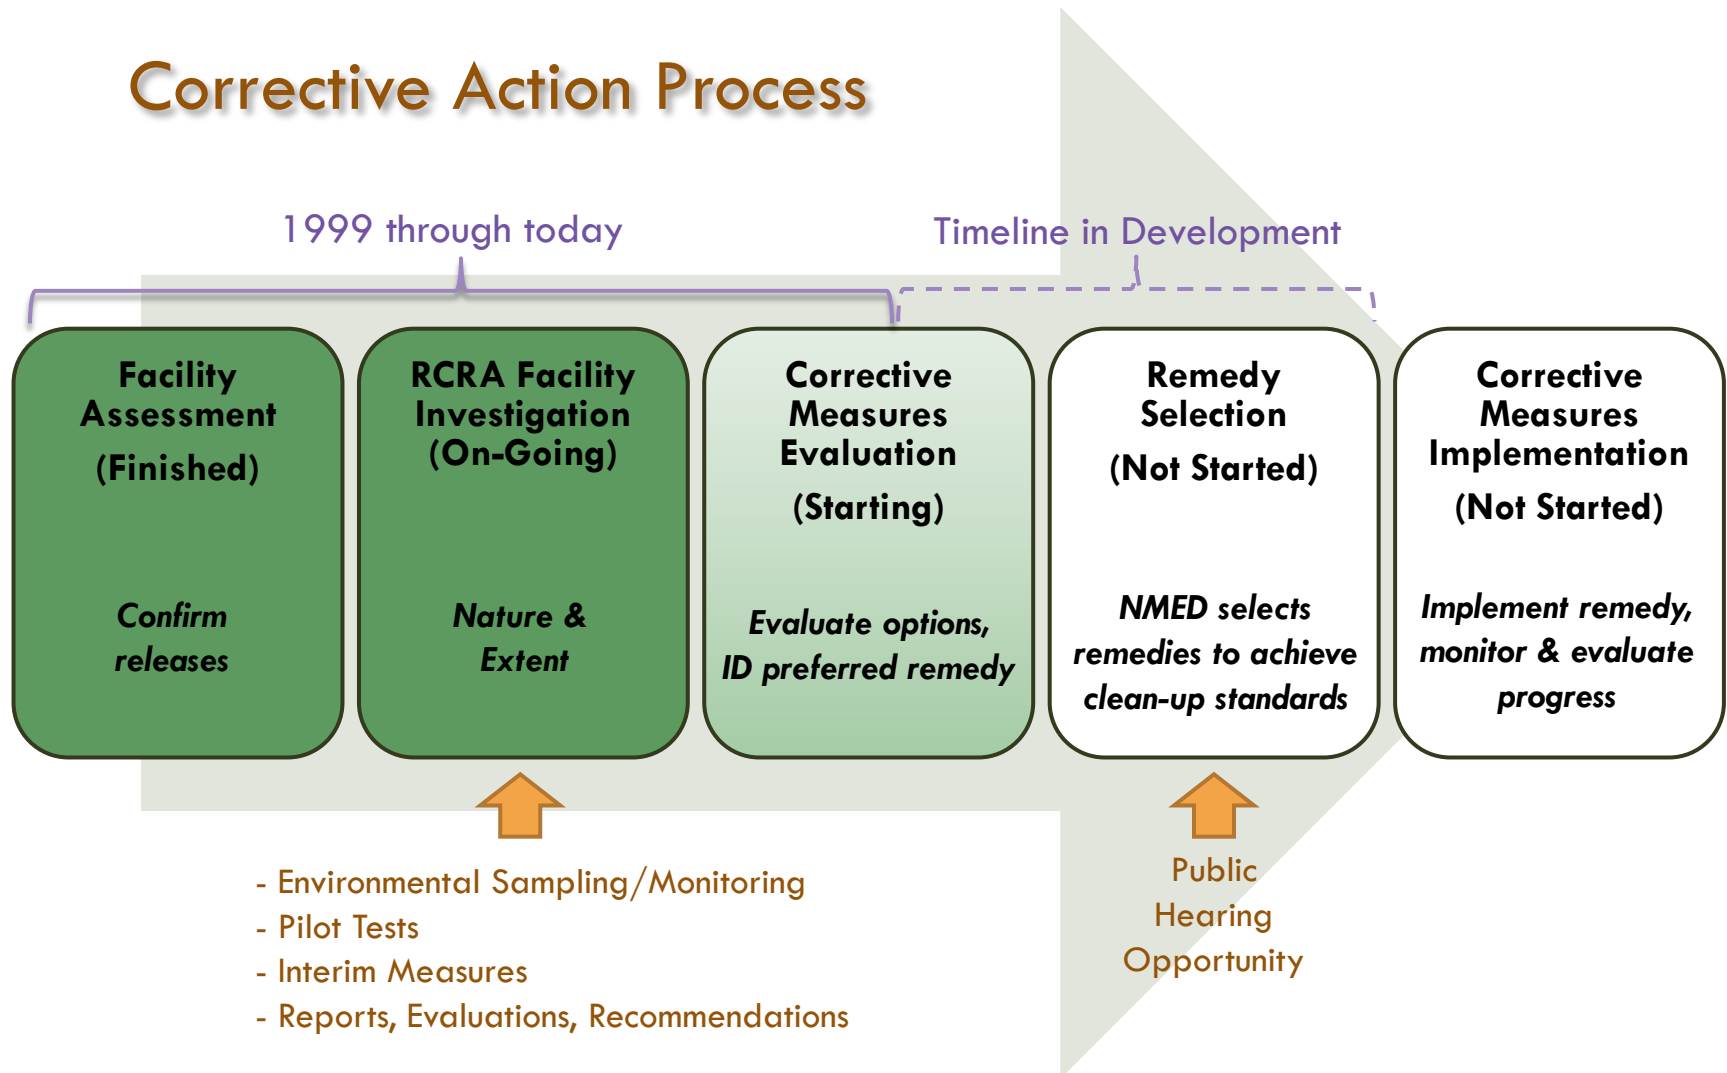 Corrective Action Process
1999 through today
Timeline in Development
Facility
Assessment
(Finished)
Confirm
releases
RCRA Facility
Investigation
(On-Going)
Nature &
Extent
Corrective
Measures
Evaluation
(Starting)
Evaluate options,
ID preferred remedy
Remedy
Selection
(Not Started)
NMED selects
remedies to achieve
clean-up standards
Corrective
Measures
Implementation
(Not Started)
Implement remedy,
monitor & evaluate
progress
- Environmental Sampling/Monitoring
- Pilot Tests
- Interim Measures
- Reports, Evaluations, Recommendations
Public
Hearing
Opportunity